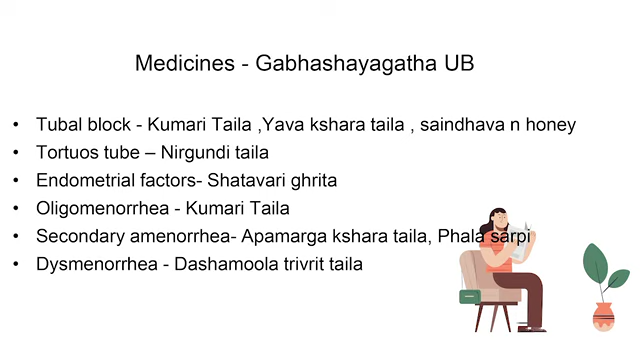 Medicines - Gabhashayagatha UB
• Tubal block - Kumari Taila ,Yava kshara taila , saindhava n honey
• Tortuos tube – Nirgundi taila
• Endometrial factors- Shatavari ghrita
• Oligomenorrhea - Kumari Taila
• Secondary amenorrhea- Apamarga kshara taila, Phala sarpi
• Dysmenorrhea - Dashamoola trivrit taila